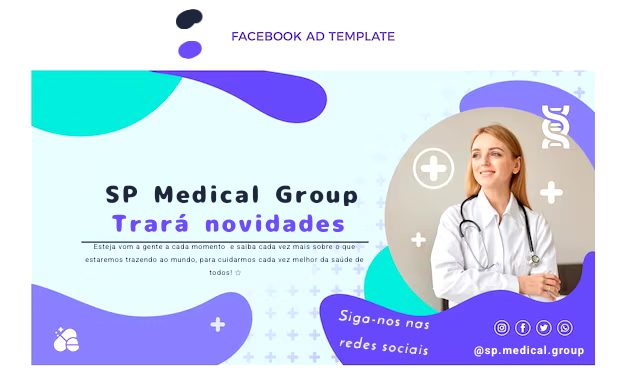 FACEBOOK AD TEMPLATE
SP Medical Group
Trará novidades
Esteja vom a gente a cada momento e saiba cada vez mais sobre o que
estaremos trazendo ao mundo, para cuidarmos cada vez melhor da saúde de
todos! ☆
Siga-nos nas
redes sociais
@sp.medical.group